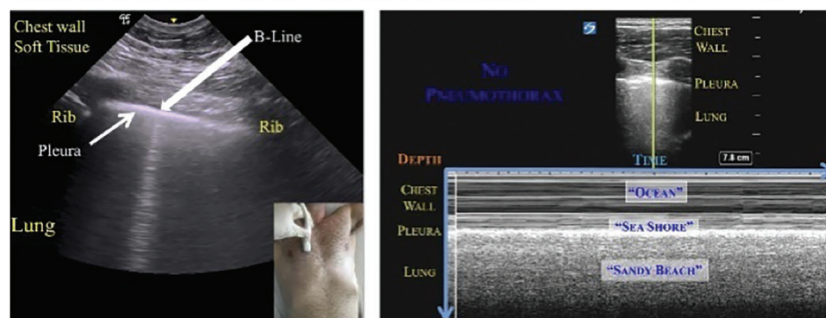 Chest wall
Soft Tissue
B-Line
Rib
Rib
Pleura
Lung
NO
PNEUMOTHORAX
CHEST
WALL
PLEURA
LUNG
7.8 cm
DEPTH
TIME
CHEST
WALL
"OCEAN"
PLEURA
"SEA SHORE"
LUNG
"SANDY BEACH"